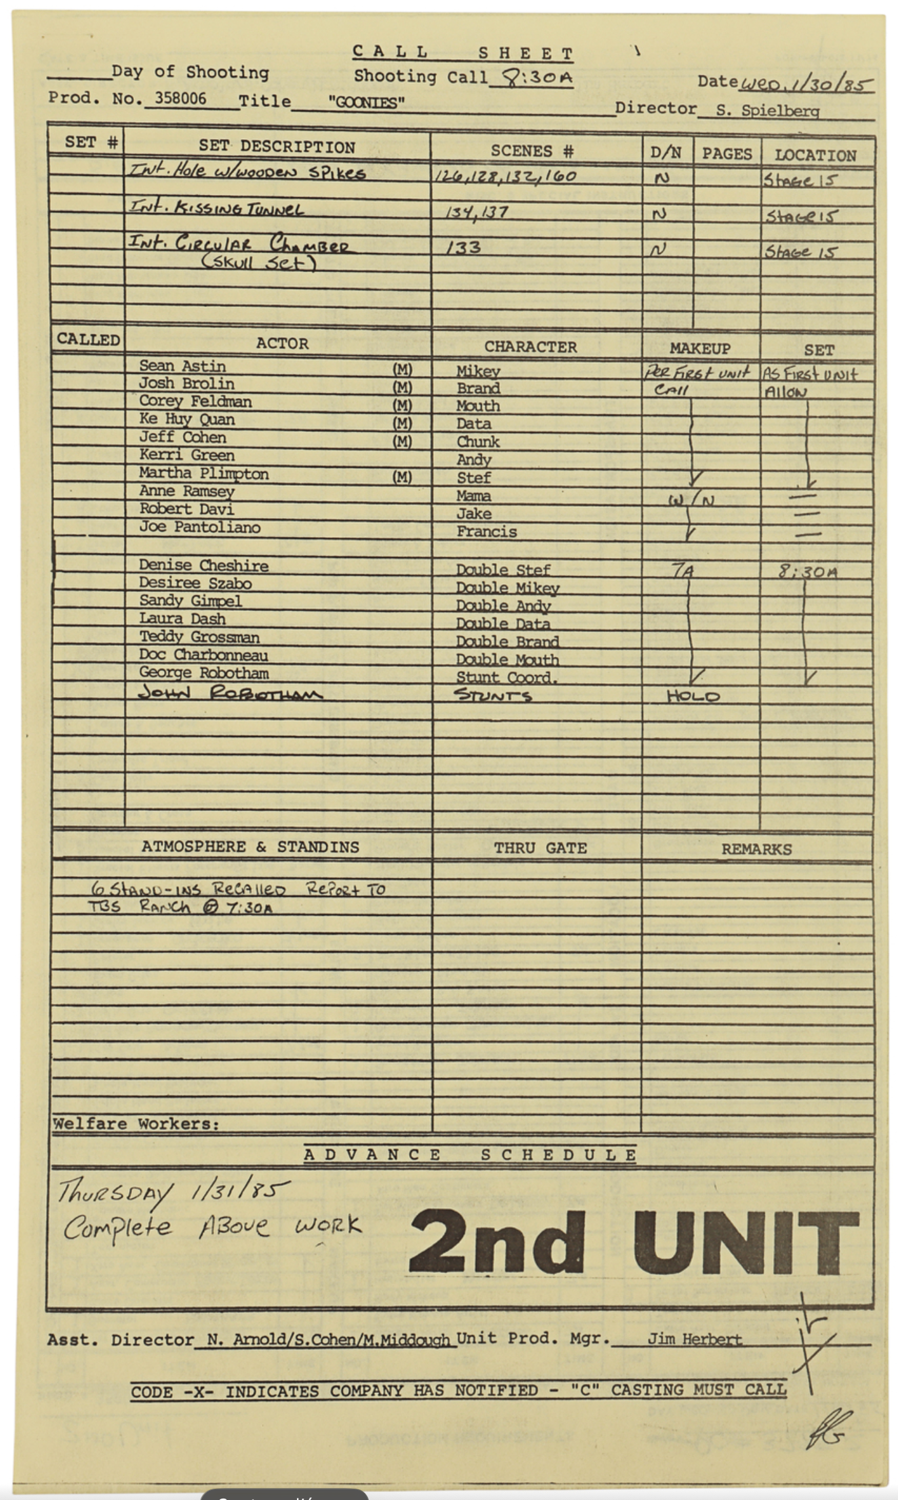 CALL SHEET
_____Day of Shooting Shooting Call 8:30A Date Wed. 1/30/85
Prod. No. 358006 Title "GOONIES" Director S. Spielberg
SET # SET DESCRIPTION SCENES # D/N PAGES LOCATION
Int. Hole w/wooden Spikes 126,128,132,160 N Stage 15
Int. Kissing Tunnel 134,137 N Stage 15
Int. Circular Chamber 133 N Stage 15
(Skull Set)
CALLED ACTOR CHARACTER MAKEUP SET
Sean Astin (M) Mikey Per First unit As First unit
Josh Brolin (M) Brand Call Allow
Corey Feldman (M) Mouth
Ke Huy Quan (M) Data
Jeff Cohen (M) Chunk
Kerri Green Andy
Martha Plimpton (M) Stef
Anne Ramsey Mama W/N —
Robert Davi Jake —
Joe Pantoliano Francis —
Denise Cheshire Double Stef 7A 8:30A
Desiree Szabo Double Mikey
Sandy Gimpel Double Andy
Laura Dash Double Data
Teddy Grossman Double Brand
Doc Charbonneau Double Mouth
George Robotham Stunt Coord.
John Robotham Stunts HOLD
ATMOSPHERE & STANDINS THRU GATE REMARKS
6 Stand-ins Recalled Report to
TBS Ranch @ 7:30A
Welfare Workers:
ADVANCE SCHEDULE
Thursday 1/31/85
Complete Above Work
2nd UNIT
Asst. Director N. Arnold/S.Cohen/M.Middough Unit Prod. Mgr. Jim Herbert
CODE -X- INDICATES COMPANY HAS NOTIFIED - "C" CASTING MUST CALL